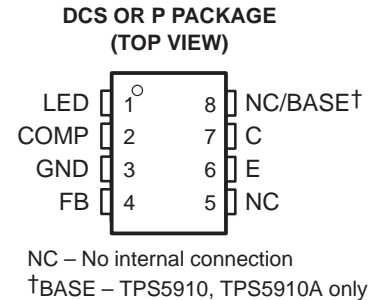 DCS OR P PACKAGE
(TOP VIEW)
LED 1 8 NC/BASE†
COMP 2 7 C
GND 3 6 E
FB 4 5 NC
NC – No internal connection
†BASE – TPS5910, TPS5910A only